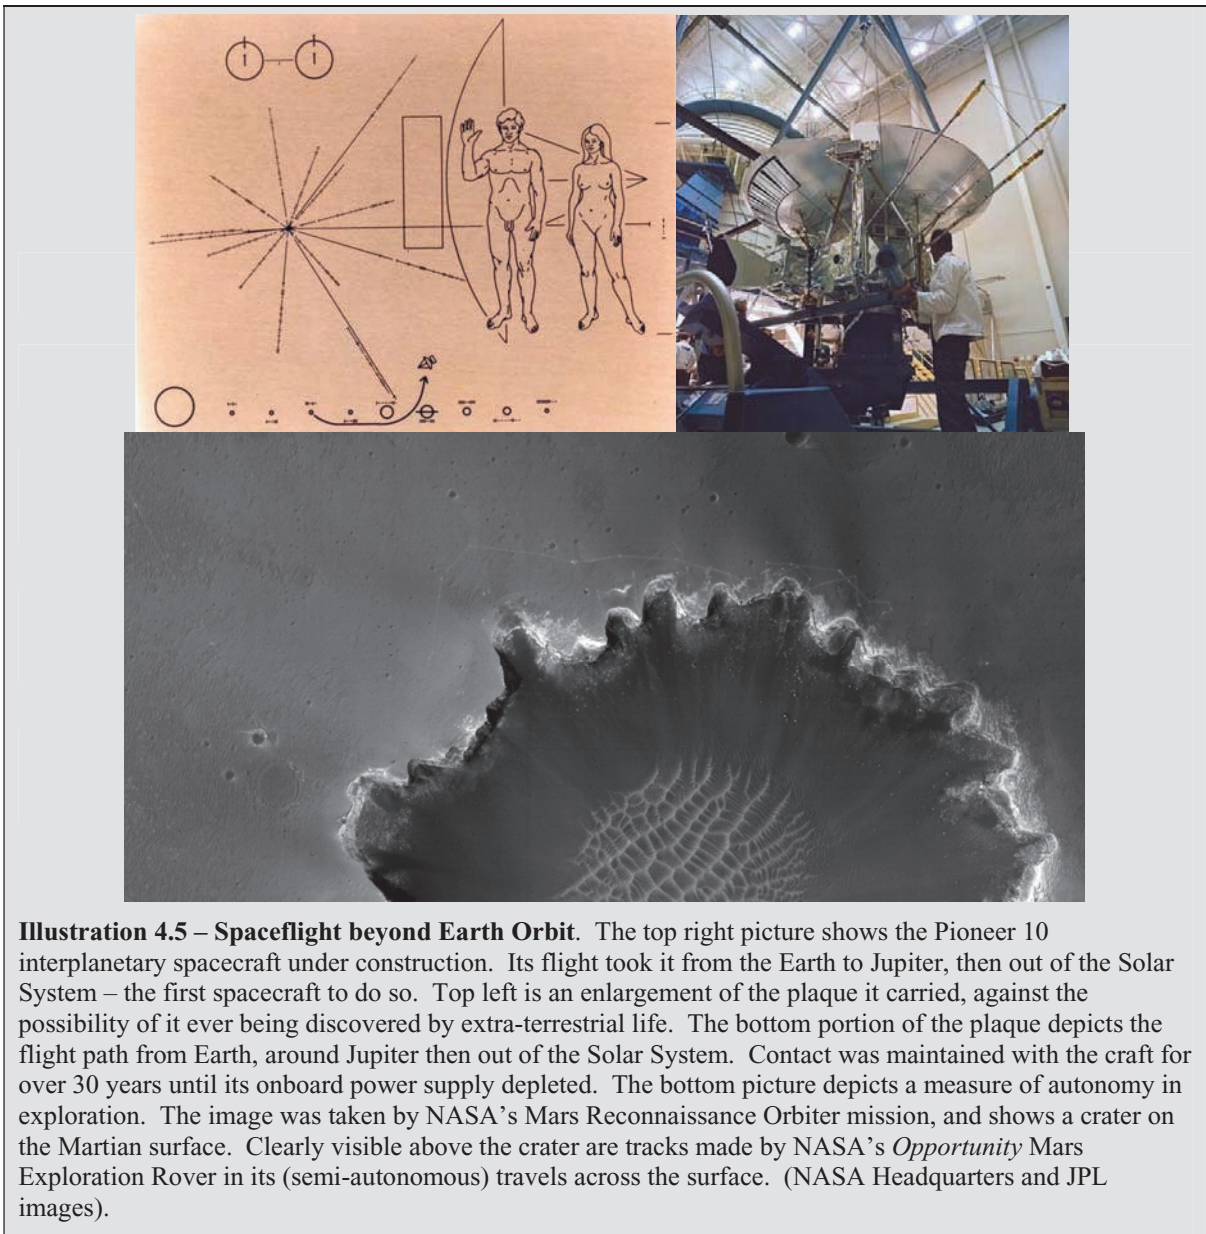 Illustration 4.5 – Spaceflight beyond Earth Orbit. The top right picture shows the Pioneer 10
interplanetary spacecraft under construction. Its flight took it from the Earth to Jupiter, then out of the Solar
System – the first spacecraft to do so. Top left is an enlargement of the plaque it carried, against the
possibility of it ever being discovered by extra-terrestrial life. The bottom portion of the plaque depicts the
flight path from Earth, around Jupiter then out of the Solar System. Contact was maintained with the craft for
over 30 years until its onboard power supply depleted. The bottom picture depicts a measure of autonomy in
exploration. The image was taken by NASA’s Mars Reconnaissance Orbiter mission, and shows a crater on
the Martian surface. Clearly visible above the crater are tracks made by NASA’s Opportunity Mars
Exploration Rover in its (semi-autonomous) travels across the surface. (NASA Headquarters and JPL
images).